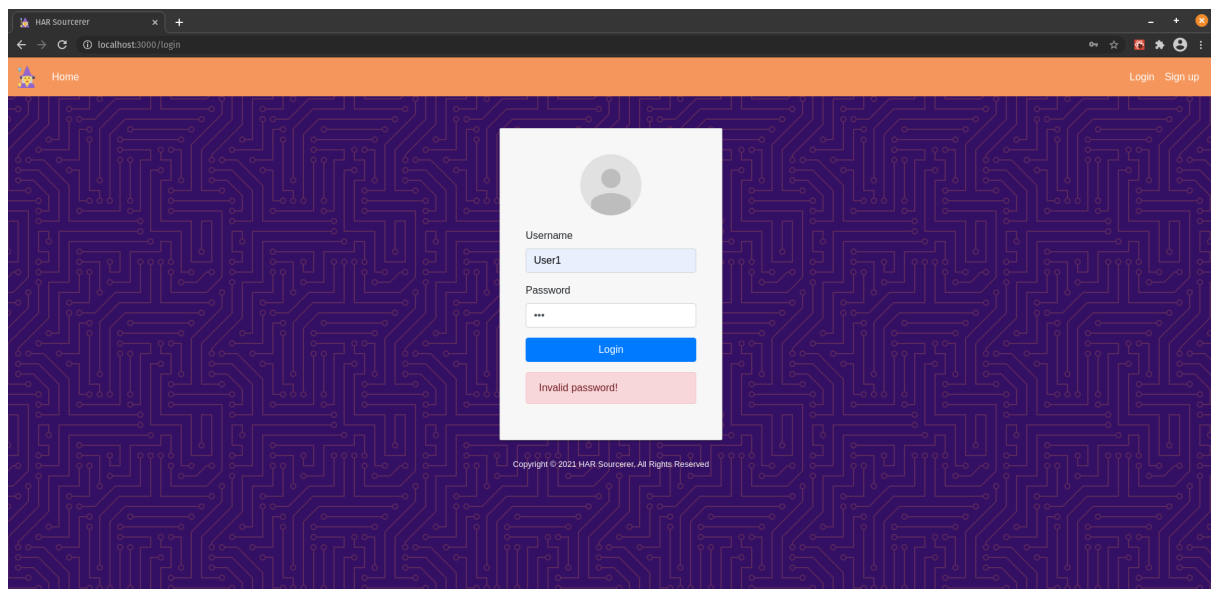 HAR Sourcerer
localhost:3000/login
Home
Login Sign up
Username
User1
Password
•••
Login
Invalid password!
Copyright © 2021 HAR Sourcerer, All Rights Reserved